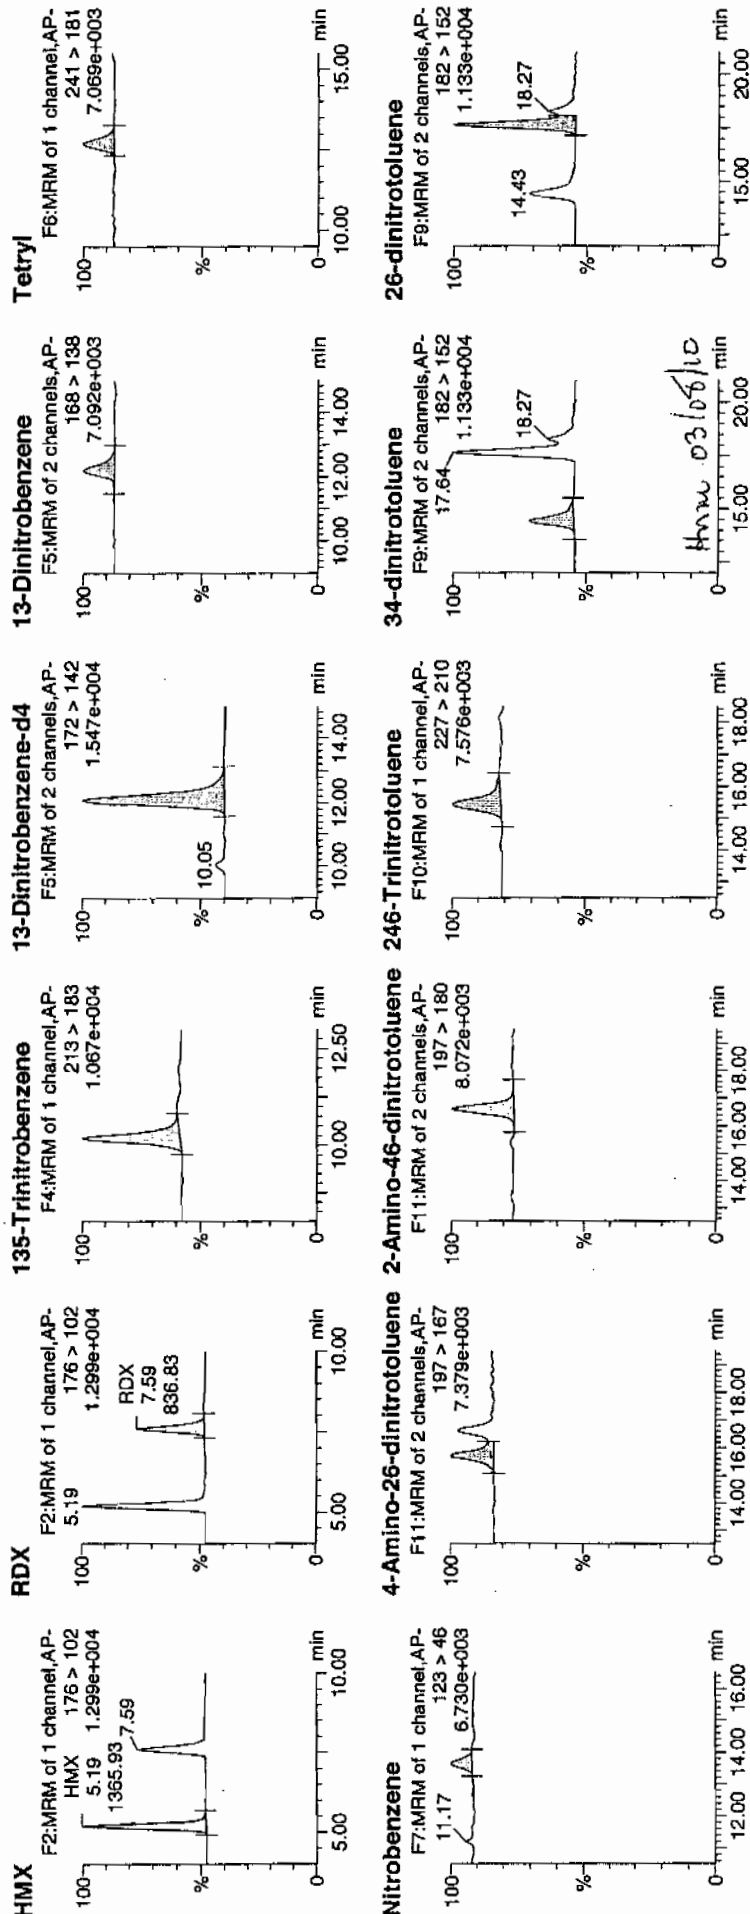 HMX
F2:MRM of 1 channel,AP-
176 > 102
1.299e+004
HMX
5.19
1365.93
7.59
100
%
0
5.00
10.00
min
RDX
F2:MRM of 1 channel,AP-
176 > 102
1.299e+004
5.19
RDX
7.59
836.83
100
%
0
5.00
10.00
min
135-Trinitrobenzene
F4:MRM of 1 channel,AP-
213 > 183
1.067e+004
100
%
0
10.00
12.50
min
13-Dinitrobenzene-d4
F5:MRM of 2 channels,AP-
172 > 142
1.547e+004
10.05
100
%
0
10.00
12.00
14.00
min
13-Dinitrobenzene
F5:MRM of 2 channels,AP-
168 > 138
7.092e+003
100
%
0
10.00
12.00
14.00
min
Tetryl
F6:MRM of 1 channel,AP-
241 > 181
7.069e+003
100
%
0
10.00
15.00
min
Nitrobenzene
F7:MRM of 1 channel,AP-
123 > 46
6.730e+003
11.17
100
%
0
12.00
14.00
16.00
min
4-Amino-26-dinitrotoluene
F11:MRM of 2 channels,AP-
197 > 167
7.379e+003
100
%
0
14.00
16.00
18.00
min
2-Amino-46-dinitrotoluene
F11:MRM of 2 channels,AP-
197 > 180
8.072e+003
100
%
0
14.00
16.00
18.00
min
246-Trinitrotoluene
F10:MRM of 1 channel,AP-
227 > 210
7.576e+003
100
%
0
14.00
16.00
18.00
min
34-dinitrotoluene
F9:MRM of 2 channels,AP-
182 > 152
1.133e+004
17.64
18.27
100
%
0
15.00
20.00
min
03/08/10
26-dinitrotoluene
F9:MRM of 2 channels,AP-
182 > 152
1.133e+004
14.43
18.27
100
%
0
15.00
20.00
min